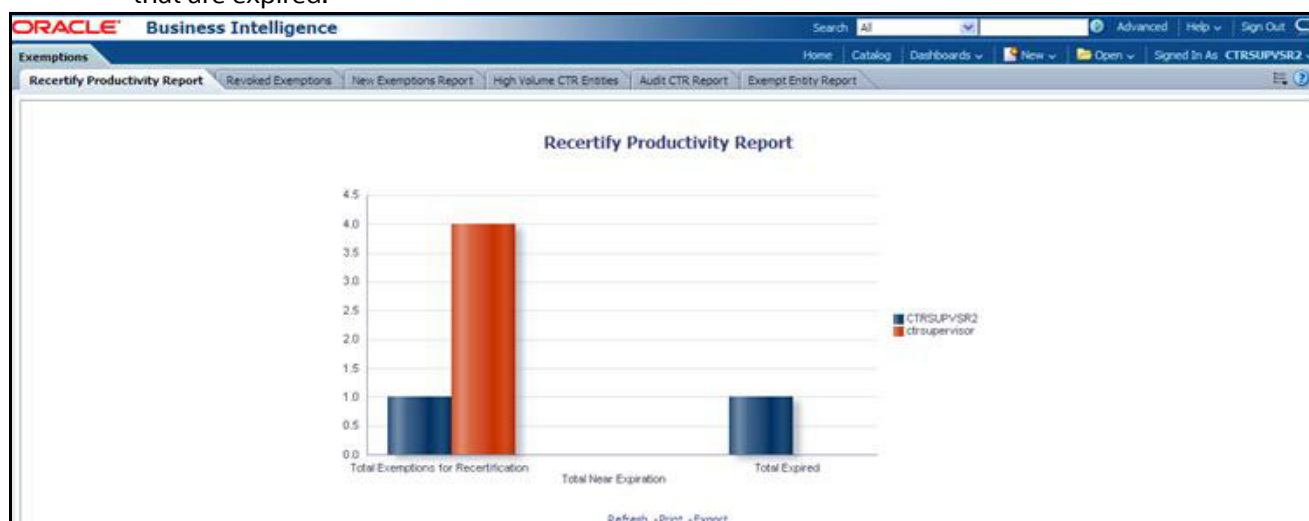 that are expired.
ORACLE Business Intelligence Search All Advanced Help Sign Out
Exemptions Home Catalog Dashboards New Open Signed In As CTRSUPVSR2
Recertify Productivity Report Revoked Exemptions New Exemptions Report High Volume CTR Entities Audit CTR Report Exempt Entity Report
Recertify Productivity Report
4.5
4.0
3.5
3.0
2.5
2.0
1.5
1.0
0.5
0.0
CTRSUPVSR2
ctrsupervisor
Total Exemptions for Recertification
Total Near Expiration
Total Expired
Refresh - Print - Export